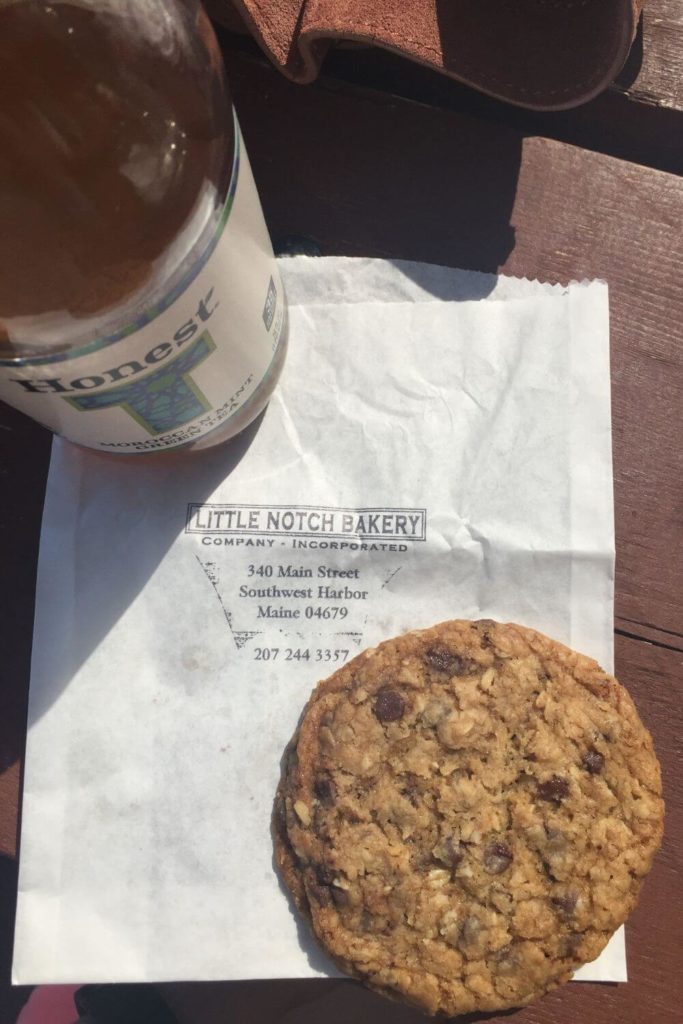 Honest
T
MOROCCAN MINT
GREEN TEA
LITTLE NOTCH BAKERY
COMPANY - INCORPORATED
340 Main Street
Southwest Harbor
Maine 04679
207 244 3357